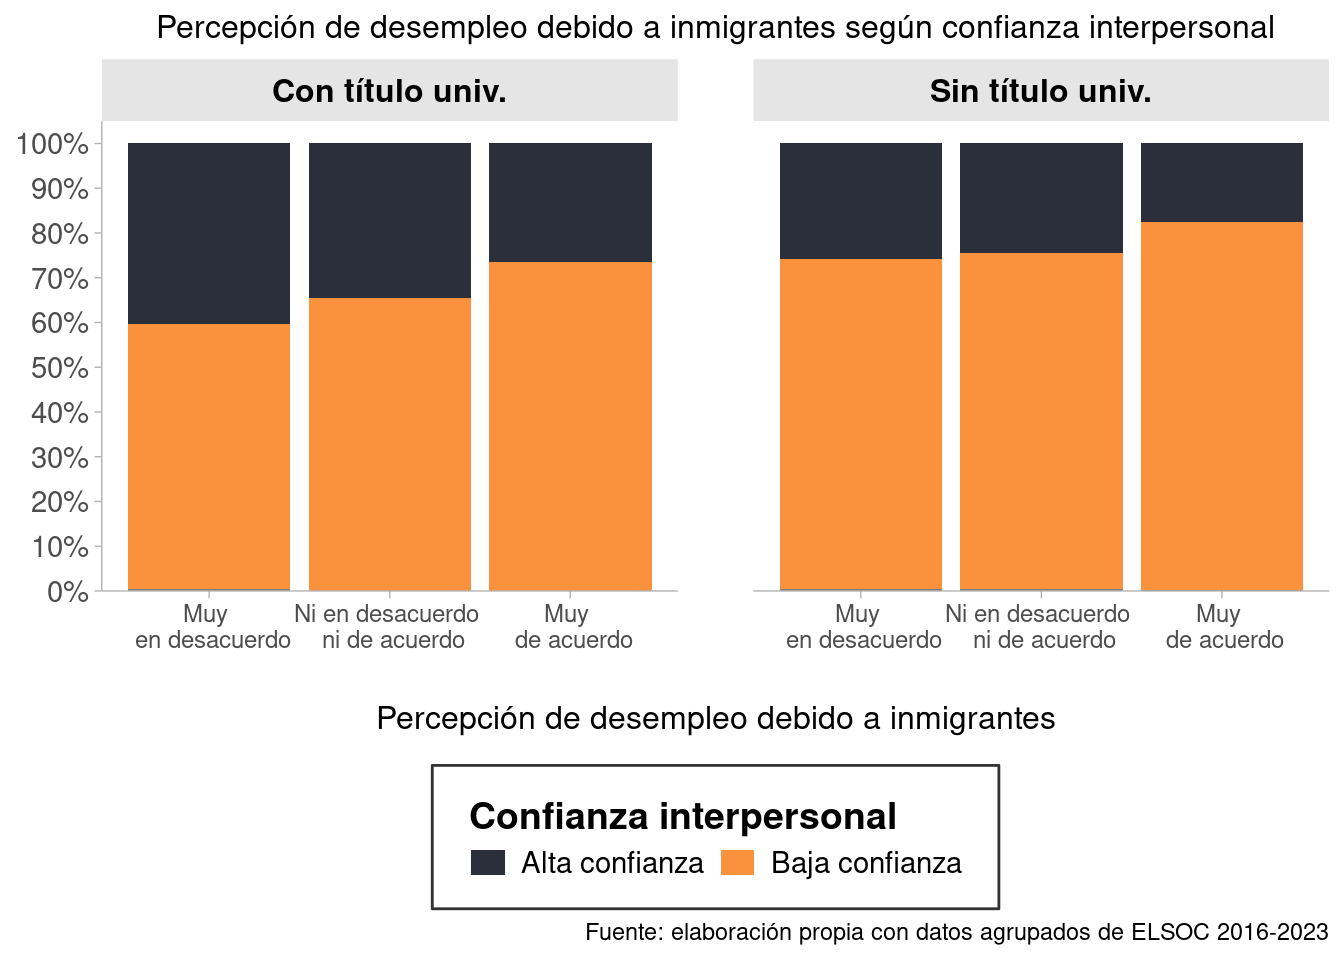 Percepción de desempleo debido a inmigrantes según confianza interpersonal
Con título univ.
Sin título univ.
100%
90%
80%
70%
60%
50%
40%
30%
20%
10%
0%
Muy
en desacuerdo
Ni en desacuerdo
ni de acuerdo
Muy
de acuerdo
Muy
en desacuerdo
Ni en desacuerdo
ni de acuerdo
Muy
de acuerdo
Percepción de desempleo debido a inmigrantes
Confianza interpersonal
Alta confianza
Baja confianza
Fuente: elaboración propia con datos agrupados de ELSOC 2016-2023